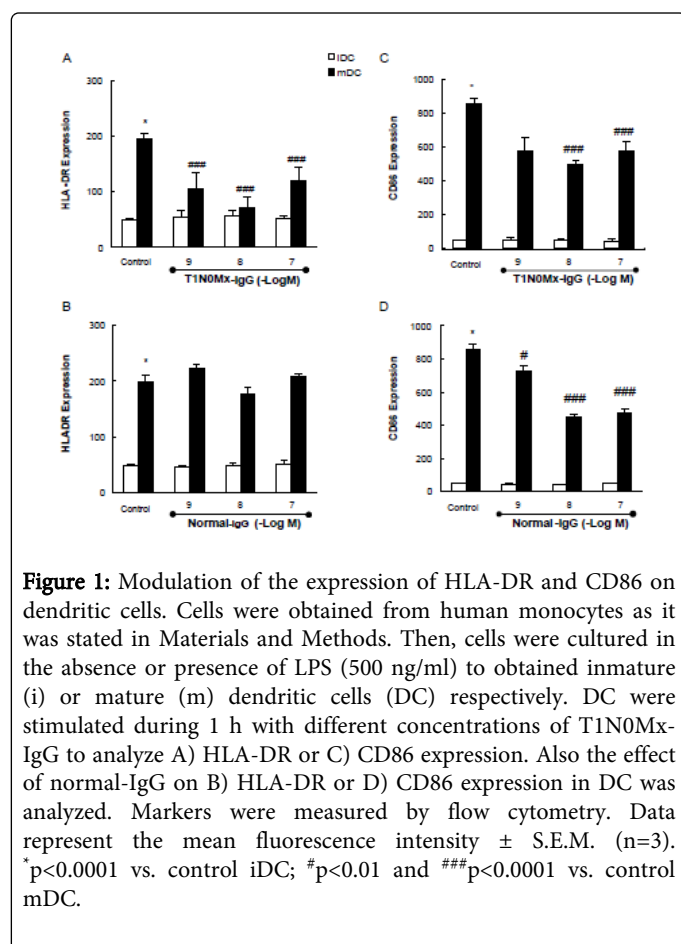 A
C
□ iDC
■ mDC
300
200
100
0
HLA-DR Expression
*
###
###
###
Control
9
8
7
T1N0Mx-IgG (-LogM)
1000
800
600
400
200
0
CD86 Expression
*
###
###
Control
9
8
7
T1N0Mx-IgG (-Log M)
B
300
200
100
0
HLADR Expression
*
Control
9
8
7
Normal-IgG (-Log M)
D
1000
800
600
400
200
0
CD86 Expression
*
#
###
###
Control
9
8
7
Normal-IgG (-Log M)
Figure 1: Modulation of the expression of HLA-DR and CD86 on
dendritic cells. Cells were obtained from human monocytes as it
was stated in Materials and Methods. Then, cells were cultured in
the absence or presence of LPS (500 ng/ml) to obtained inmature
(i) or mature (m) dendritic cells (DC) respectively. DC were
stimulated during 1 h with different concentrations of T1N0Mx-
IgG to analyze A) HLA-DR or C) CD86 expression. Also the effect
of normal-IgG on B) HLA-DR or D) CD86 expression in DC was
analyzed. Markers were measured by flow cytometry. Data
represent the mean fluorescence intensity ± S.E.M. (n=3).
*p<0.0001 vs. control iDC; #p<0.01 and ###p<0.0001 vs. control
mDC.